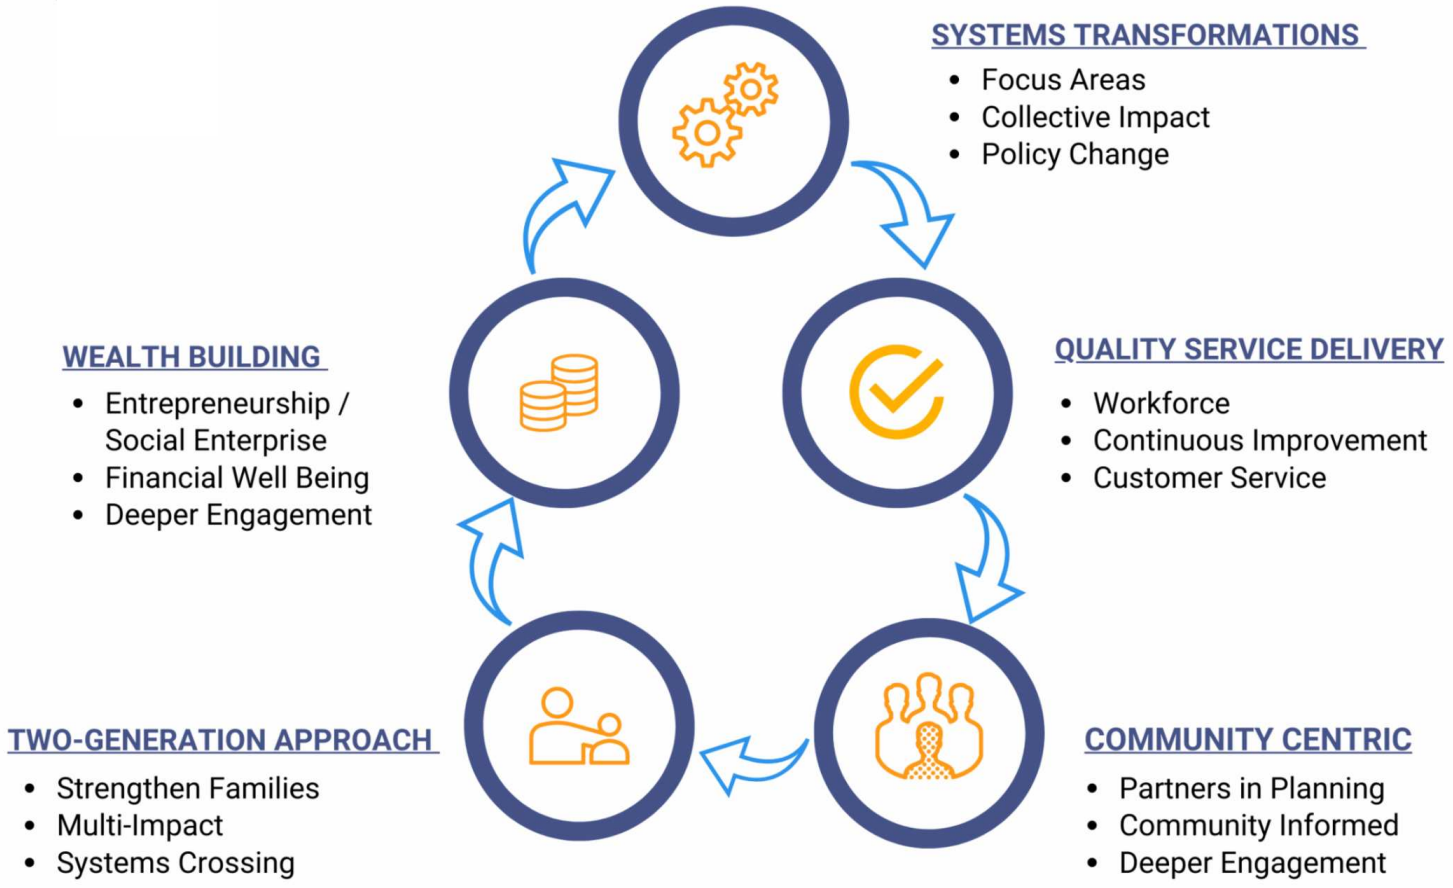 SYSTEMS TRANSFORMATIONS
• Focus Areas
• Collective Impact
• Policy Change
QUALITY SERVICE DELIVERY
• Workforce
• Continuous Improvement
• Customer Service
COMMUNITY CENTRIC
• Partners in Planning
• Community Informed
• Deeper Engagement
TWO-GENERATION APPROACH
• Strengthen Families
• Multi-Impact
• Systems Crossing
WEALTH BUILDING
• Entrepreneurship /
Social Enterprise
• Financial Well Being
• Deeper Engagement